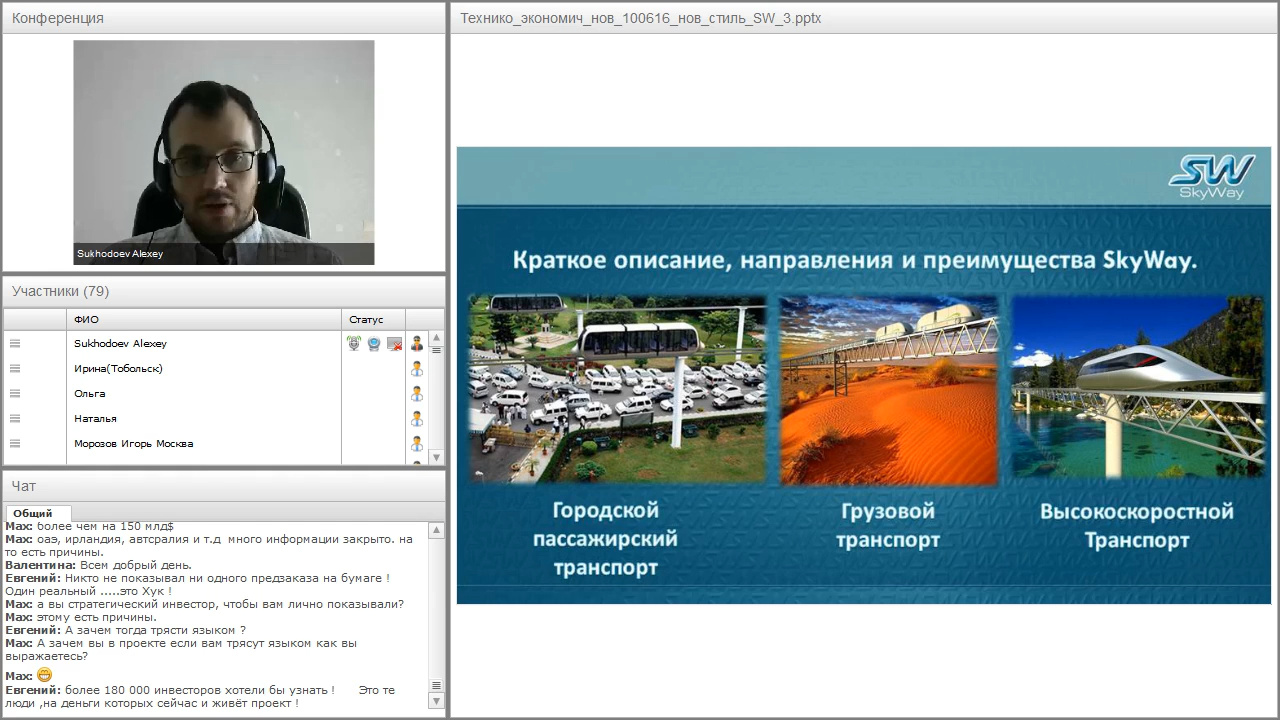 Конференция
Sukhodoev Alexey
Участники (79)
ФИО
Статус
Sukhodoev Alexey
Ирина(Тобольск)
Ольга
Наталья
Морозов Игорь Москва
Чат
Общий
Max: более чем на 150 млд$
Max: оаэ, ирландия, автсралия и т.д много информации закрыто. на
то есть причины.
Валентина: Всем добрый день.
Евгений: Никто не показывал ни одного предзаказа на бумаге !
Один реальный .....это Хук !
Max: а вы стратегический инвестор, чтобы вам лично показывали?
Max: этому есть причины.
Евгений: А зачем тогда трясти языком ?
Max: А зачем вы в проекте если вам трясут языком как вы
выражаетесь?
Max:
Евгений: более 180 000 инвесторов хотели бы узнать ! Это те
люди ,на деньги которых сейчас и живёт проект !
Технико_экономич_нов_100616_нов_стиль_SW_3.pptx
SW
SkyWay
Краткое описание, направления и преимущества SkyWay.
Городской
пассажирский
транспорт
Грузовой
транспорт
Высокоскоростной
Транспорт